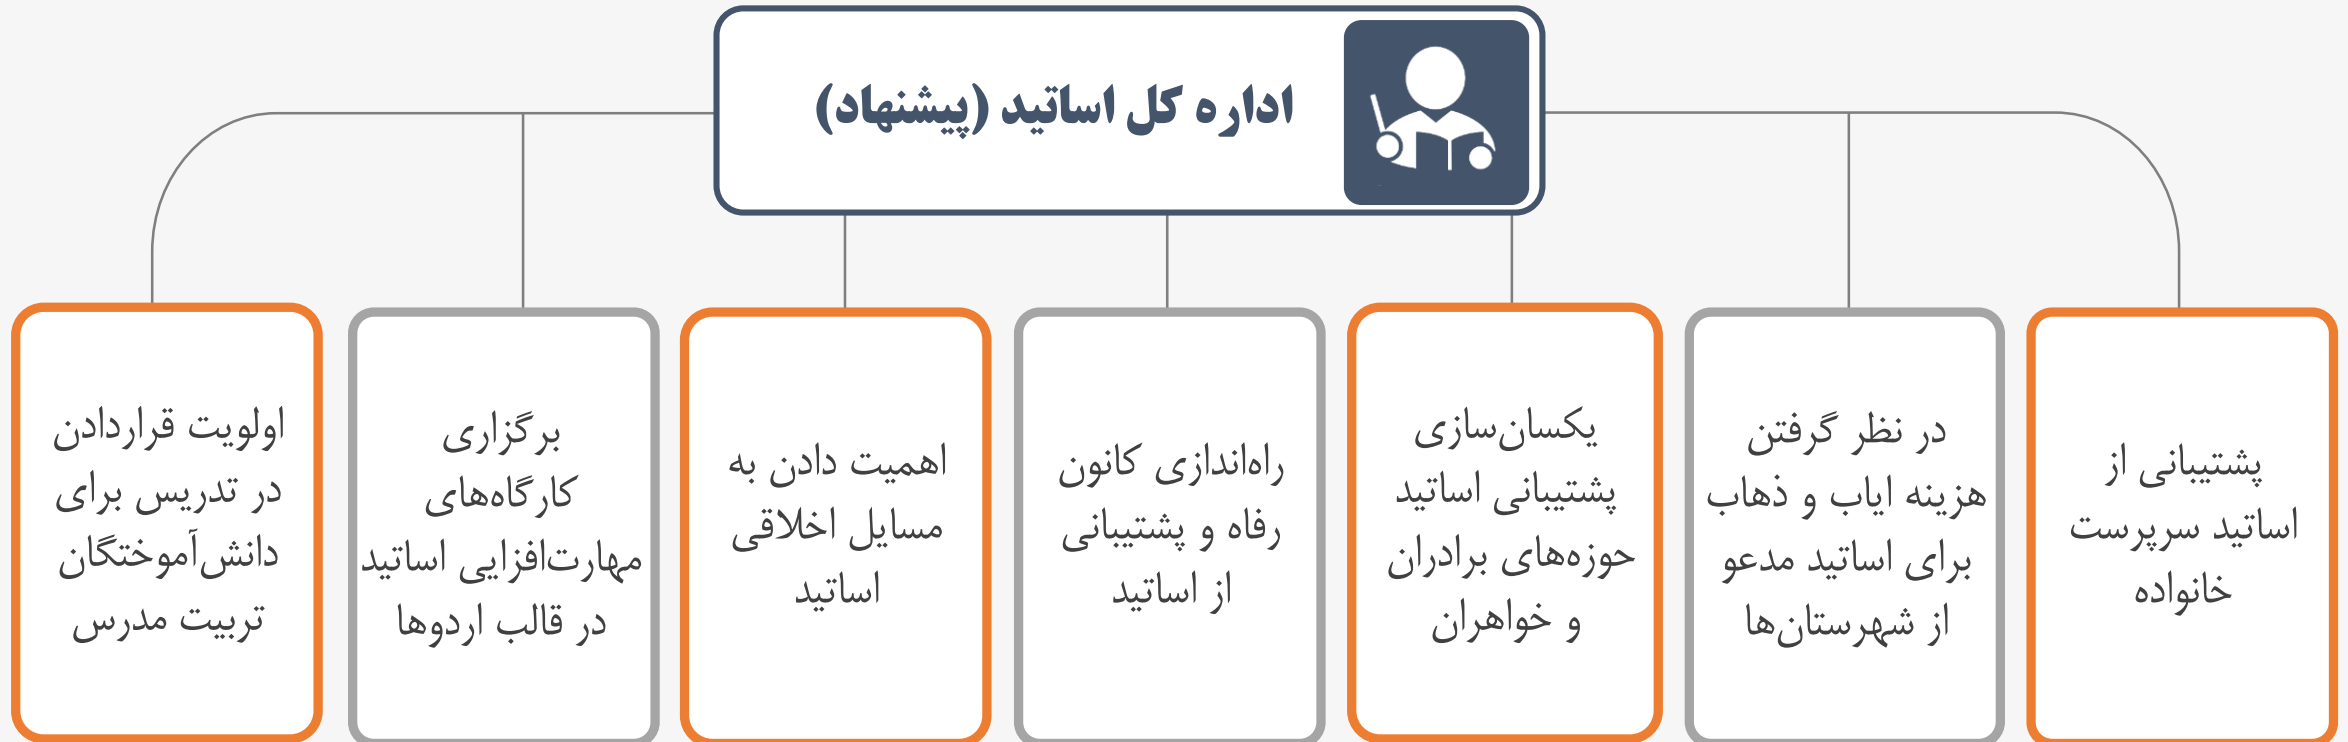 اداره کل اساتید (پیشنهاد)
پشتیبانی از
اساتید سرپرست
خانواده
در نظر گرفتن
هزینه ایاب و ذهاب
برای اساتید مدعو
از شهرستان‌ها
یکسان‌سازی
پشتیبانی اساتید
حوزه‌های برادران
و خواهران
راه‌اندازی کانون
رفاه و پشتیبانی
از اساتید
اهمیت دادن به
مسایل اخلاقی
اساتید
برگزاری
کارگاه‌های
مهارت‌افزایی اساتید
در قالب اردوها
اولویت قراردادن
در تدریس برای
دانش‌آموختگان
تربیت مدرس